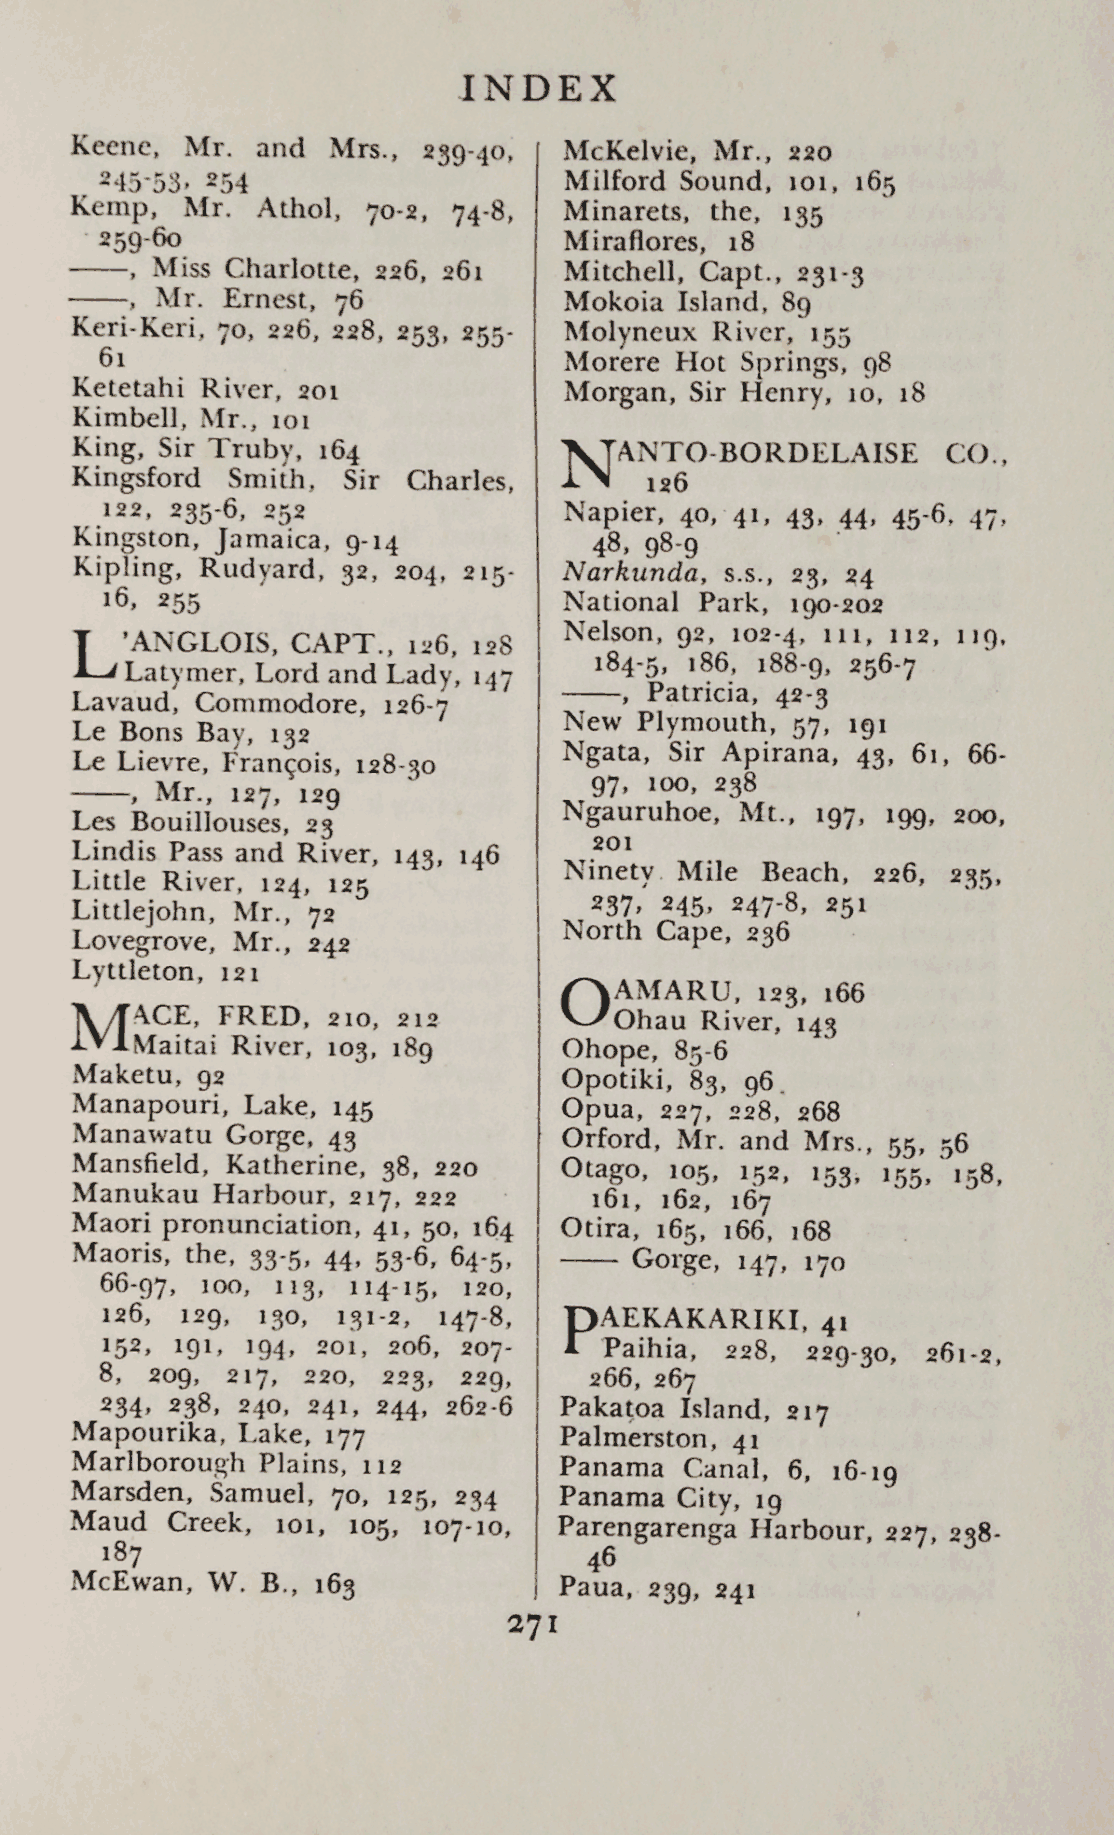 INDEX
Keene, Mr. and Mrs., 239-40,
245-53, 254
Kemp, Mr. Athol, 70-2, 74-8,
259-60
——, Miss Charlotte, 226, 261
——, Mr. Ernest, 76
Keri-Keri, 70, 226, 228, 253, 255-
61
Ketetahi River, 201
Kimbell, Mr., 101
King, Sir Truby, 164
Kingsford Smith, Sir Charles,
122, 235-6, 252
Kingston, Jamaica, 9-14
Kipling, Rudyard, 32, 204, 215-
16, 255
L'ANGLOIS, CAPT., 126, 128
Latymer, Lord and Lady, 147
Lavaud, Commodore, 126-7
Le Bons Bay, 132
Le Lievre, François, 128-30
——, Mr., 127, 129
Les Bouillouses, 23
Lindis Pass and River, 143, 146
Little River, 124, 125
Littlejohn, Mr., 72
Lovegrove, Mr., 242
Lyttleton, 121
MACE, FRED, 210, 212
Maitai River, 103, 189
Maketu, 92
Manapouri, Lake, 145
Manawatu Gorge, 43
Mansfield, Katherine, 38, 220
Manukau Harbour, 217, 222
Maori pronunciation, 41, 50, 164
Maoris, the, 33-5, 44, 53-6, 64-5,
66-97, 100, 113, 114-15, 120,
126, 129, 130, 131-2, 147-8,
152, 191, 194, 201, 206, 207-
8, 209, 217, 220, 223, 229,
234, 238, 240, 241, 244, 262-6
Mapourika, Lake, 177
Marlborough Plains, 112
Marsden, Samuel, 70, 125, 234
Maud Creek, 101, 105, 107-10,
187
McEwan, W. B., 163
McKelvie, Mr., 220
Milford Sound, 101, 165
Minarets, the, 135
Miraflores, 18
Mitchell, Capt., 231-3
Mokoia Island, 89
Molyneux River, 155
Morere Hot Springs, 98
Morgan, Sir Henry, 10, 18
NANTO-BORDELAISE CO.,
126
Napier, 40, 41, 43, 44, 45-6, 47,
48, 98-9
Narkunda, s.s., 23, 24
National Park, 190-202
Nelson, 92, 102-4, 111, 112, 119,
184-5, 186, 188-9, 256-7
——, Patricia, 42-3
New Plymouth, 57, 191
Ngata, Sir Apirana, 43, 61, 66-
97, 100, 238
Ngauruhoe, Mt., 197, 199, 200,
201
Ninety Mile Beach, 226, 235,
237, 245, 247-8, 251
North Cape, 236
OAMARU, 123, 166
Ohau River, 143
Ohope, 85-6
Opotiki, 83, 96
Opua, 227, 228, 268
Orford, Mr. and Mrs., 55, 56
Otago, 105, 152, 153, 155, 158,
161, 162, 167
Otira, 165, 166, 168
—— Gorge, 147, 170
PAEKAKARIKI, 41
Paihia, 228, 229-30, 261-2,
266, 267
Pakatoa Island, 217
Palmerston, 41
Panama Canal, 6, 16-19
Panama City, 19
Parengarenga Harbour, 227, 238-
46
Paua, 239, 241
271